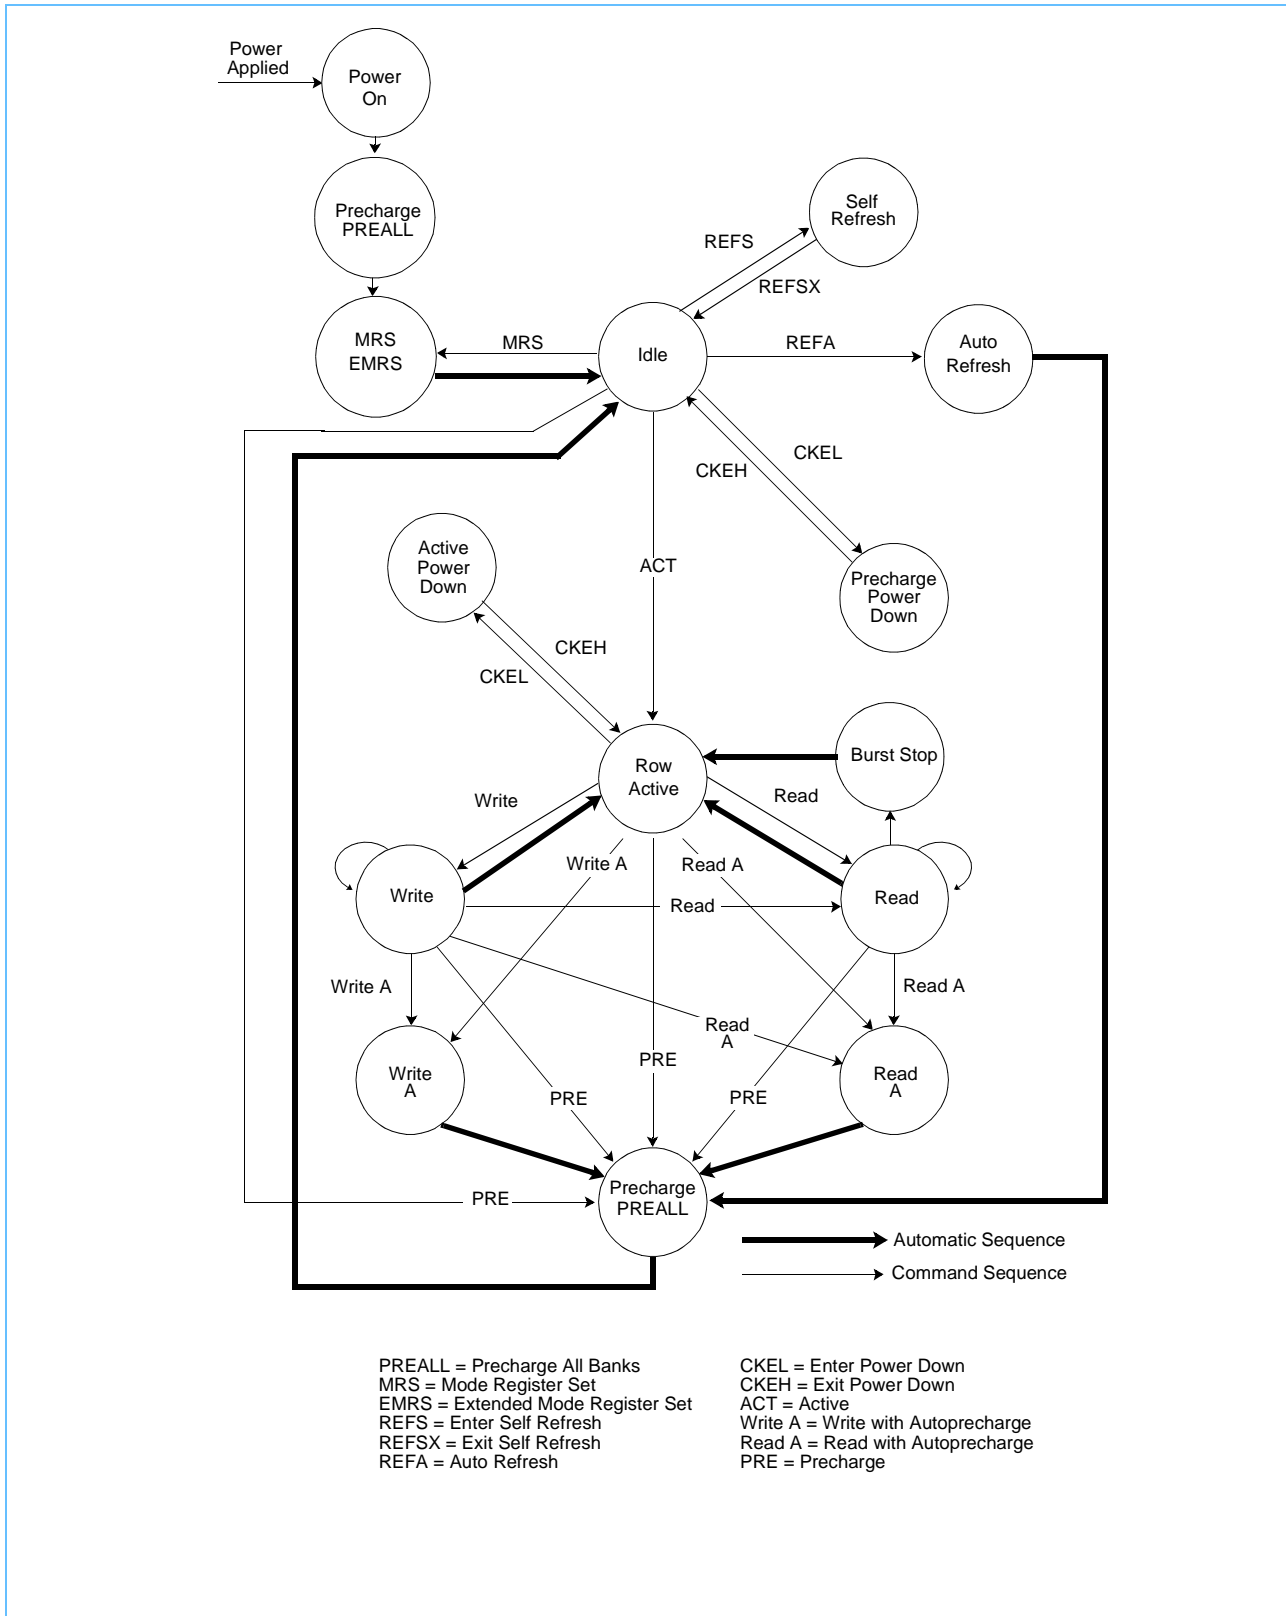 Power
Applied
Power
On
Precharge
PREALL
Self
Refresh
REFS
REFSX
MRS
EMRS
MRS
Idle
REFA
Auto
Refresh
CKEL
CKEH
Active
Power
Down
ACT
Precharge
Power
Down
CKEH
CKEL
Row
Active
Burst Stop
Write
Read
Write A
Read A
Write
Read
Read
Write A
Read A
Read
A
Write
A
PRE
PRE
PRE
Read
A
Precharge
PREALL
PRE
Automatic Sequence
Command Sequence
PREALL = Precharge All Banks
MRS = Mode Register Set
EMRS = Extended Mode Register Set
REFS = Enter Self Refresh
REFSX = Exit Self Refresh
REFA = Auto Refresh
CKEL = Enter Power Down
CKEH = Exit Power Down
ACT = Active
Write A = Write with Autoprecharge
Read A = Read with Autoprecharge
PRE = Precharge